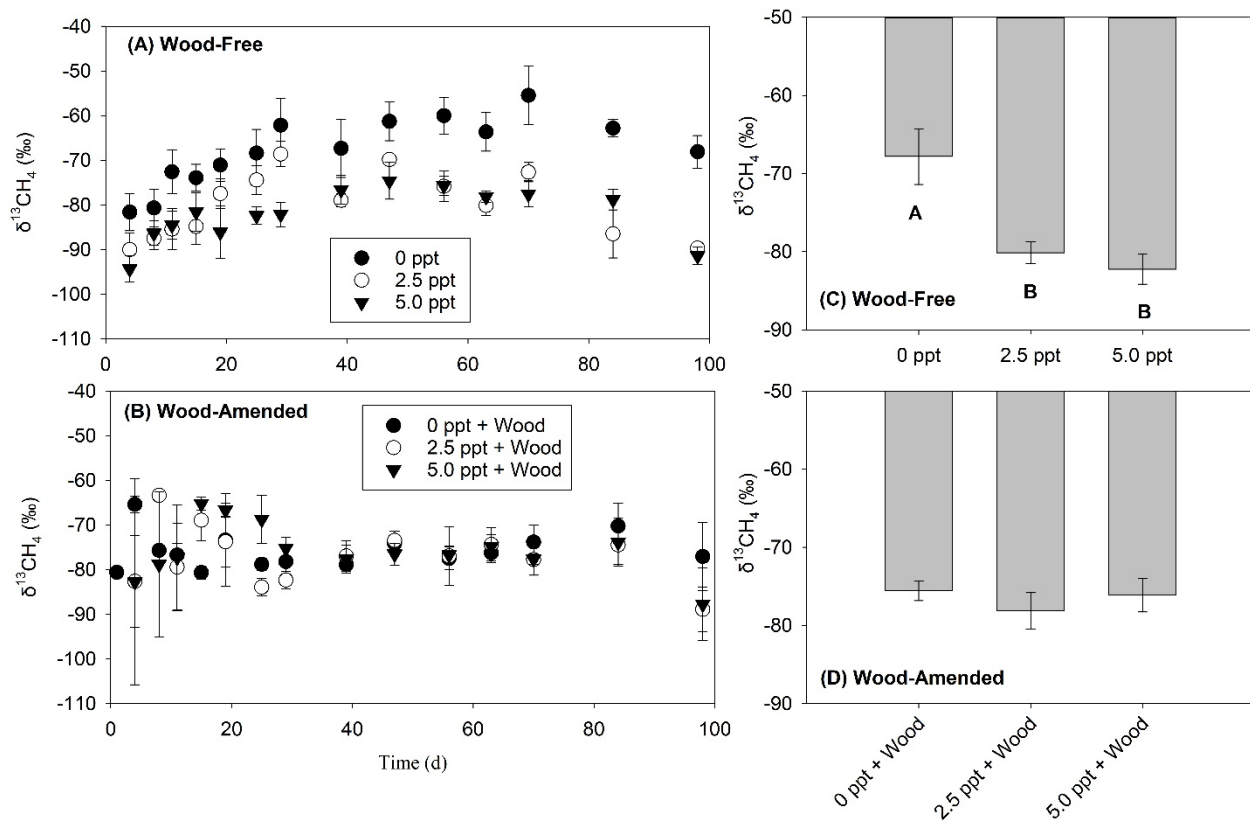 (A) Wood-Free
δ¹³CH₄ (‰)
-40
-50
-60
-70
-80
-90
-100
-110
0 ppt
2.5 ppt
5.0 ppt
0 20 40 60 80 100
(B) Wood-Amended
δ¹³CH₄ (‰)
-40
-50
-60
-70
-80
-90
-100
-110
0 ppt + Wood
2.5 ppt + Wood
5.0 ppt + Wood
0 20 40 60 80 100
Time (d)
δ¹³CH₄ (‰)
-50
-60
-70
-80
-90
A
B
B
(C) Wood-Free
0 ppt 2.5 ppt 5.0 ppt
δ¹³CH₄ (‰)
-50
-60
-70
-80
-90
(D) Wood-Amended
0 ppt + Wood
2.5 ppt + Wood
5.0 ppt + Wood